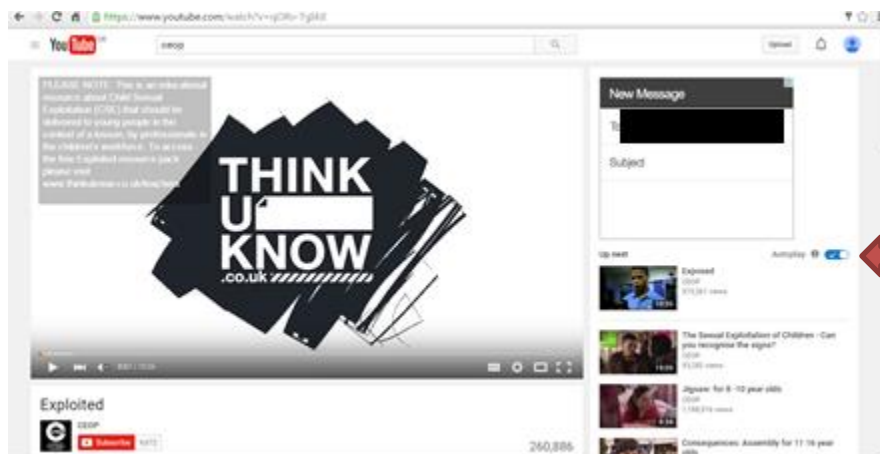 https://www.youtube.com/watch?v=
YouTube
ceop
Upload
PLEASE NOTE: This is an educational
resource about Child Sexual
Exploitation (CSE) that should be
delivered to young people in the
context of a lesson, by professionals in
the children's workforce. To access
the free Exploited resource pack
please visit
www.thinkuknow.co.uk/teachers
THINK
U
KNOW
.co.uk
New Message
To
Subject
Up next
Autoplay
Exposed
CEOP
views
The Sexual Exploitation of Children - Can
you recognise the signs?
CEOP
views
Jigsaw: for 8 -10 year olds
CEOP
views
Consequences: Assembly for 11 16 year
olds
Exploited
CEOP
Subscribe
260,886